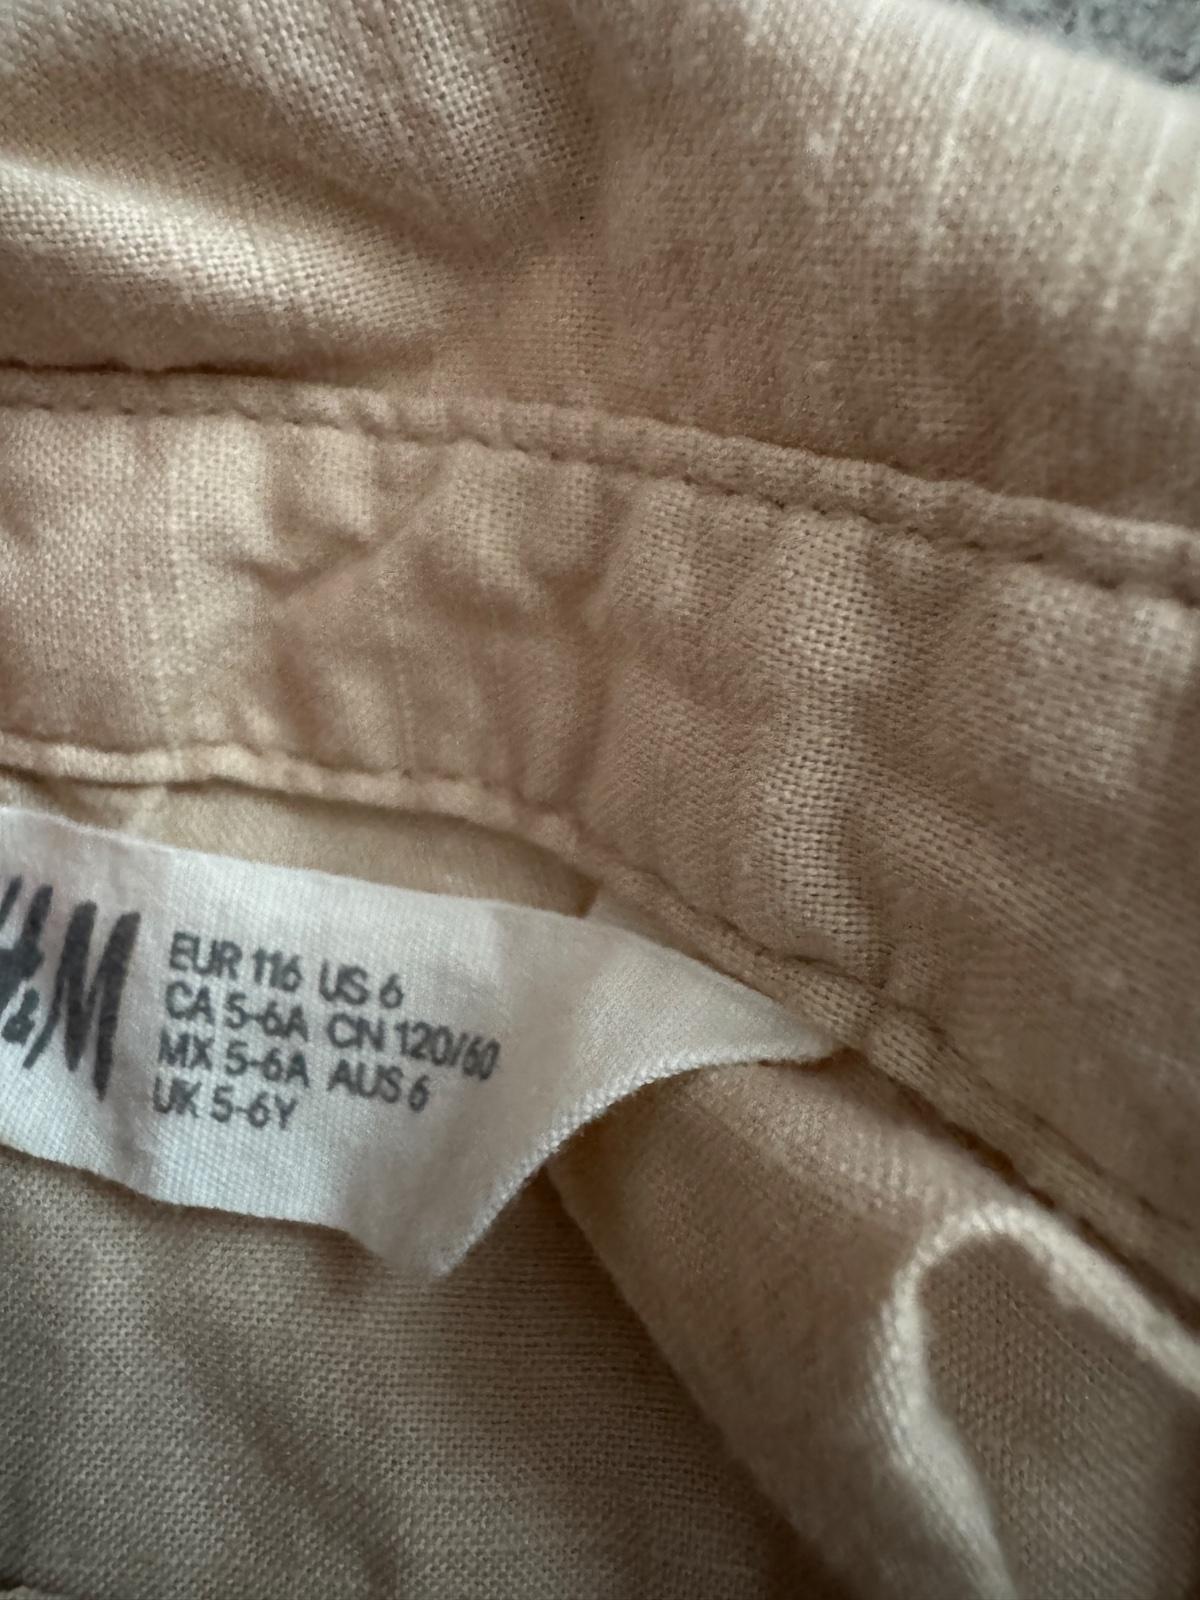 H&M
EUR 116 US 6
CA 5-6A CN 120/60
MX 5-6A AUS 6
UK 5-6Y